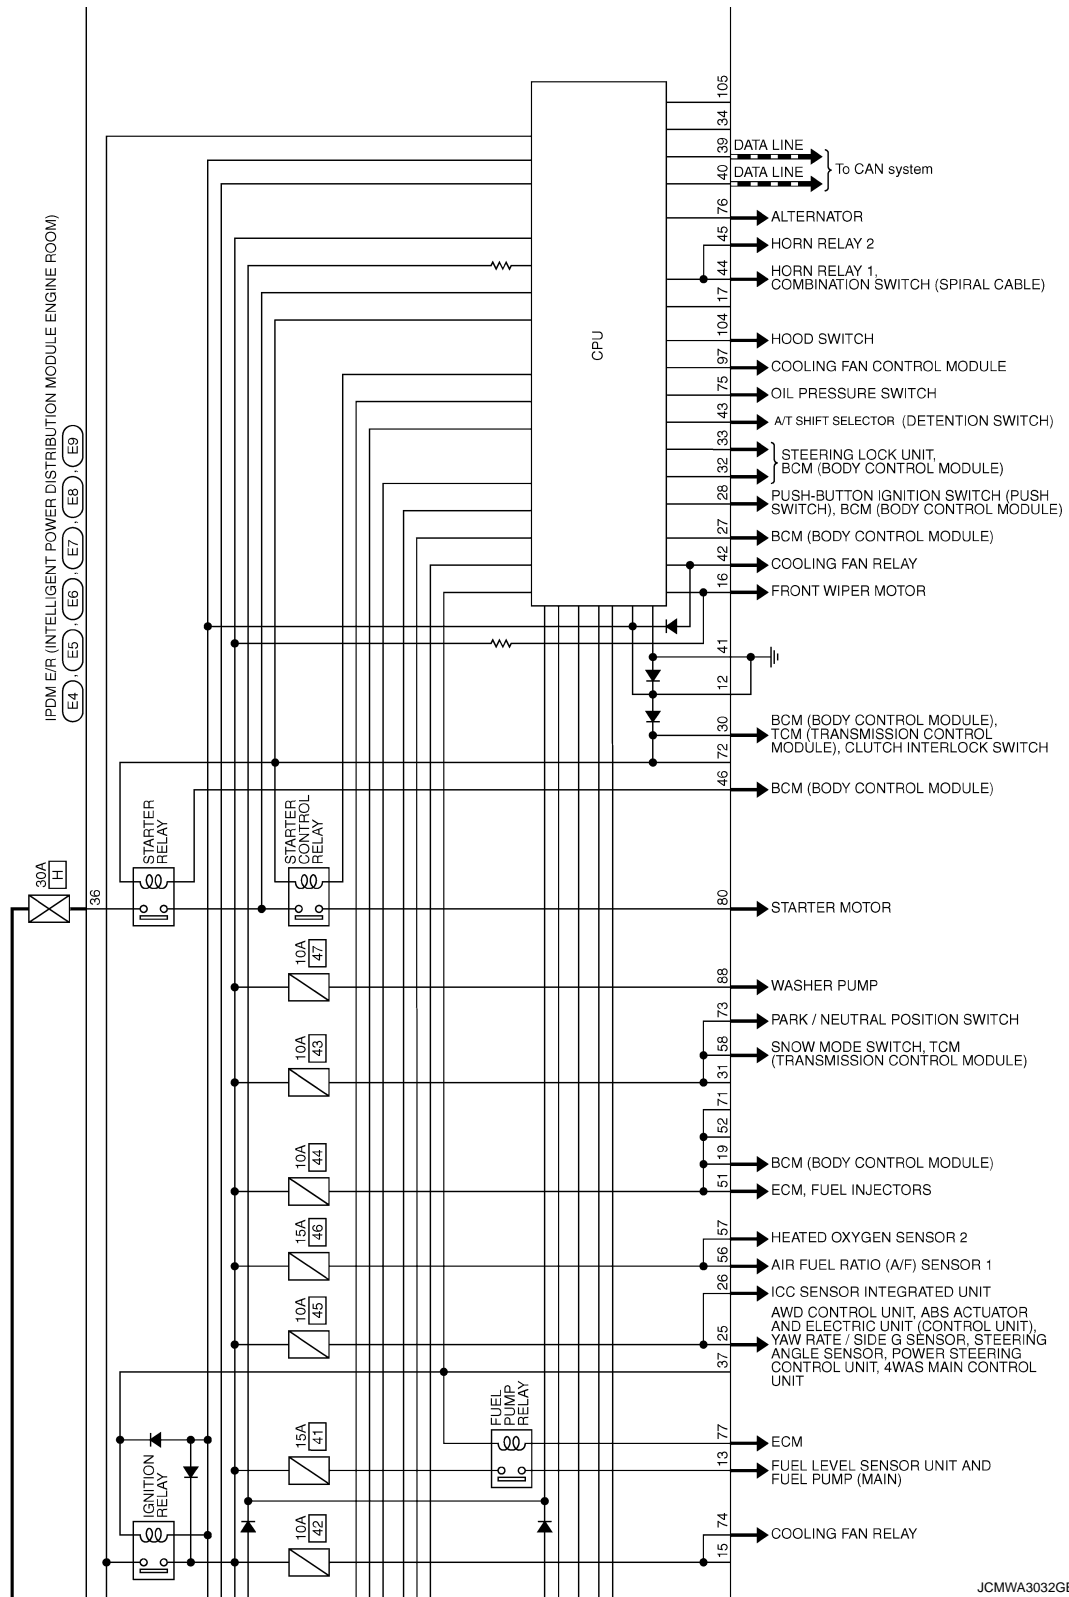 IPDM E/R (INTELLIGENT POWER DISTRIBUTION MODULE ENGINE ROOM)
E4 , E5 , E6 , E7 , E8 , E9
CPU
105
34
39 DATA LINE
40 DATA LINE
To CAN system
76 ALTERNATOR
45 HORN RELAY 2
44 HORN RELAY 1,
COMBINATION SWITCH (SPIRAL CABLE)
17
104 HOOD SWITCH
97 COOLING FAN CONTROL MODULE
75 OIL PRESSURE SWITCH
43 A/T SHIFT SELECTOR (DETENTION SWITCH)
33
32
STEERING LOCK UNIT,
BCM (BODY CONTROL MODULE)
28 PUSH-BUTTON IGNITION SWITCH (PUSH
SWITCH), BCM (BODY CONTROL MODULE)
27 BCM (BODY CONTROL MODULE)
42 COOLING FAN RELAY
16 FRONT WIPER MOTOR
41
12
30 BCM (BODY CONTROL MODULE),
TCM (TRANSMISSION CONTROL
MODULE), CLUTCH INTERLOCK SWITCH
72
46 BCM (BODY CONTROL MODULE)
STARTER
RELAY
STARTER
CONTROL
RELAY
30A
H
36
80 STARTER MOTOR
10A
47
88 WASHER PUMP
73 PARK / NEUTRAL POSITION SWITCH
10A
43
58 SNOW MODE SWITCH, TCM
(TRANSMISSION CONTROL MODULE)
31
71
52
10A
44
19 BCM (BODY CONTROL MODULE)
51 ECM, FUEL INJECTORS
15A
46
57 HEATED OXYGEN SENSOR 2
56 AIR FUEL RATIO (A/F) SENSOR 1
26 ICC SENSOR INTEGRATED UNIT
10A
45
25 AWD CONTROL UNIT, ABS ACTUATOR
AND ELECTRIC UNIT (CONTROL UNIT),
YAW RATE / SIDE G SENSOR, STEERING
ANGLE SENSOR, POWER STEERING
CONTROL UNIT, 4WAS MAIN CONTROL
UNIT
37
FUEL
PUMP
RELAY
15A
41
77 ECM
13 FUEL LEVEL SENSOR UNIT AND
FUEL PUMP (MAIN)
IGNITION
RELAY
10A
42
74 COOLING FAN RELAY
15
JCMWA3032GE